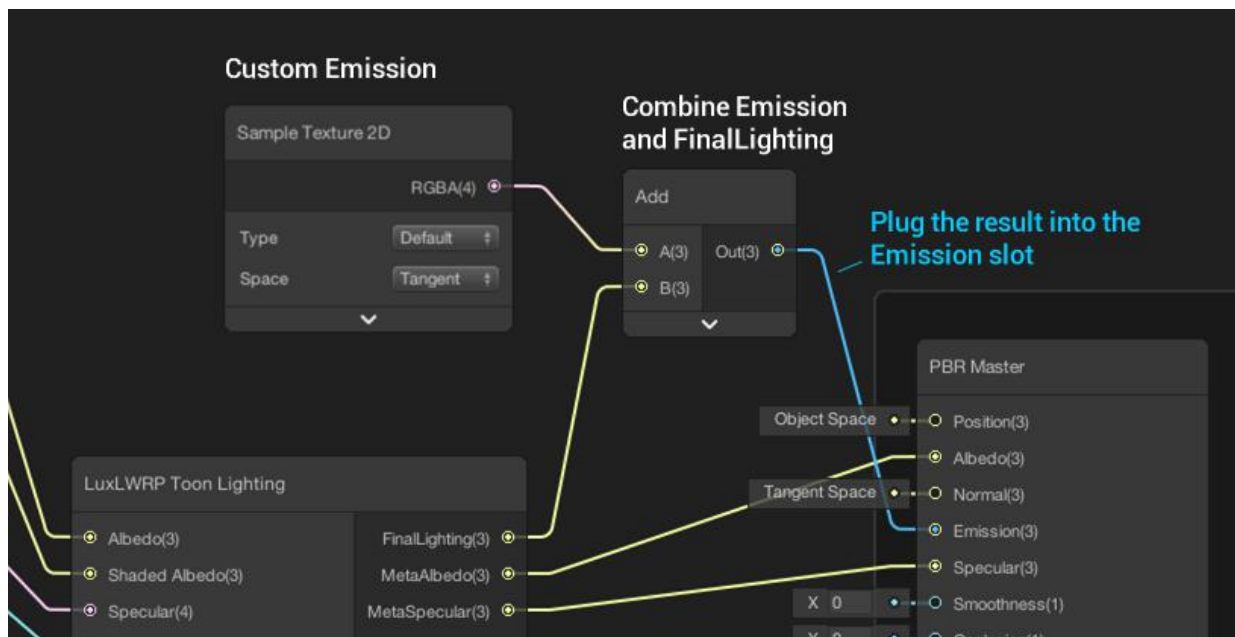 Custom Emission
Sample Texture 2D
RGBA(4)
Type Default
Space Tangent
Combine Emission
and FinalLighting
Add
A(3) Out(3)
B(3)
Plug the result into the
Emission slot
PBR Master
Object Space Position(3)
Albedo(3)
Tangent Space Normal(3)
Emission(3)
Specular(3)
X 0 Smoothness(1)
LuxLWRP Toon Lighting
Albedo(3) FinalLighting(3)
Shaded Albedo(3) MetaAlbedo(3)
Specular(4) MetaSpecular(3)